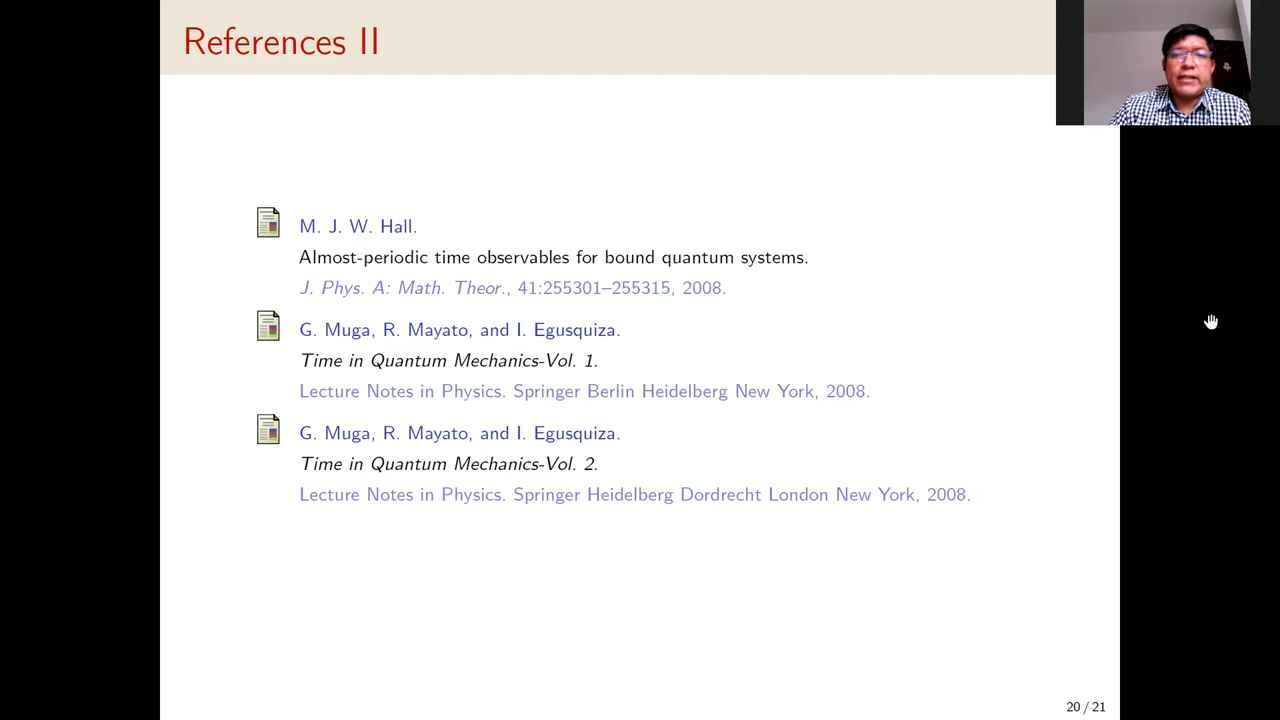 References II
M. J. W. Hall.
Almost-periodic time observables for bound quantum systems.
J. Phys. A: Math. Theor., 41:255301–255315, 2008.
G. Muga, R. Mayato, and I. Egusquiza.
Time in Quantum Mechanics-Vol. 1.
Lecture Notes in Physics. Springer Berlin Heidelberg New York, 2008.
G. Muga, R. Mayato, and I. Egusquiza.
Time in Quantum Mechanics-Vol. 2.
Lecture Notes in Physics. Springer Heidelberg Dordrecht London New York, 2008.
20 / 21